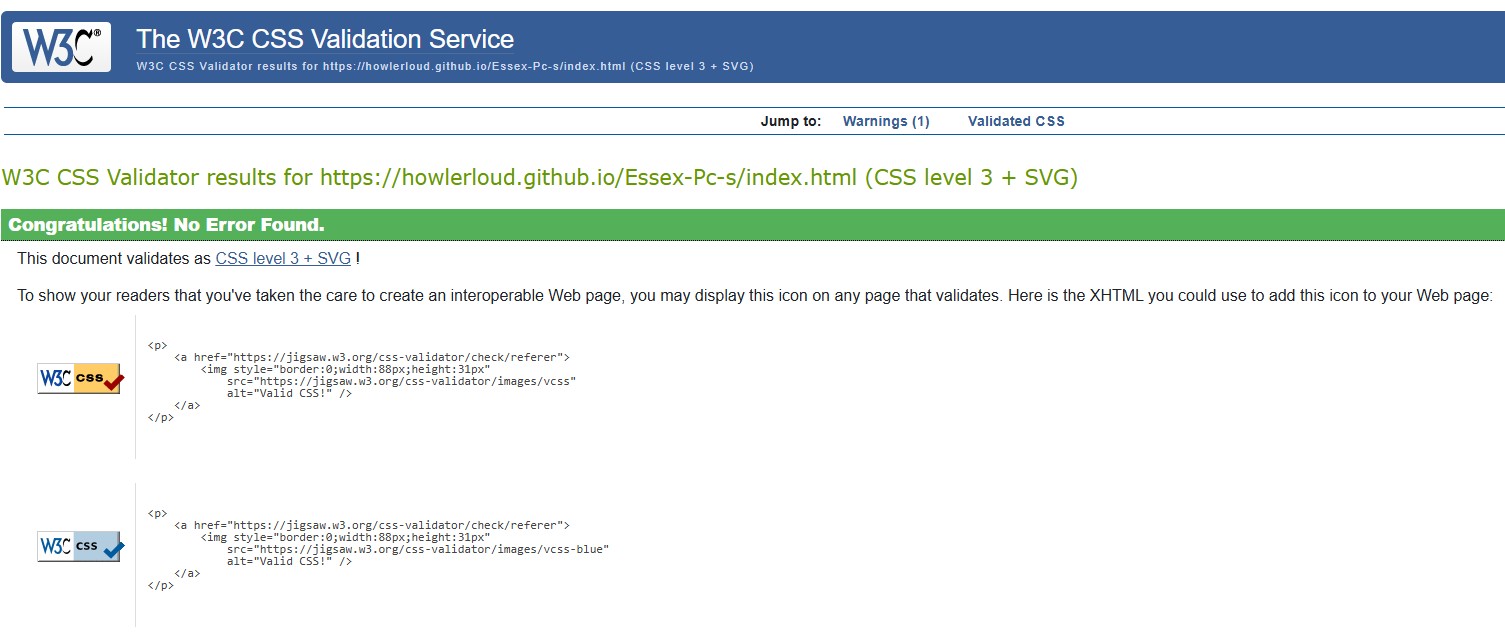 W3C®
The W3C CSS Validation Service
W3C CSS Validator results for https://howlerloud.github.io/Essex-Pc-s/index.html (CSS level 3 + SVG)
Jump to: Warnings (1) Validated CSS
W3C CSS Validator results for https://howlerloud.github.io/Essex-Pc-s/index.html (CSS level 3 + SVG)
Congratulations! No Error Found.
This document validates as CSS level 3 + SVG !
To show your readers that you've taken the care to create an interoperable Web page, you may display this icon on any page that validates. Here is the XHTML you could use to add this icon to your Web page:
W3C css
<p>
<a href="https://jigsaw.w3.org/css-validator/check/referer">
<img style="border:0;width:88px;height:31px"
src="https://jigsaw.w3.org/css-validator/images/vcss"
alt="Valid CSS!" />
</a>
</p>
W3C css
<p>
<a href="https://jigsaw.w3.org/css-validator/check/referer">
<img style="border:0;width:88px;height:31px"
src="https://jigsaw.w3.org/css-validator/images/vcss-blue"
alt="Valid CSS!" />
</a>
</p>